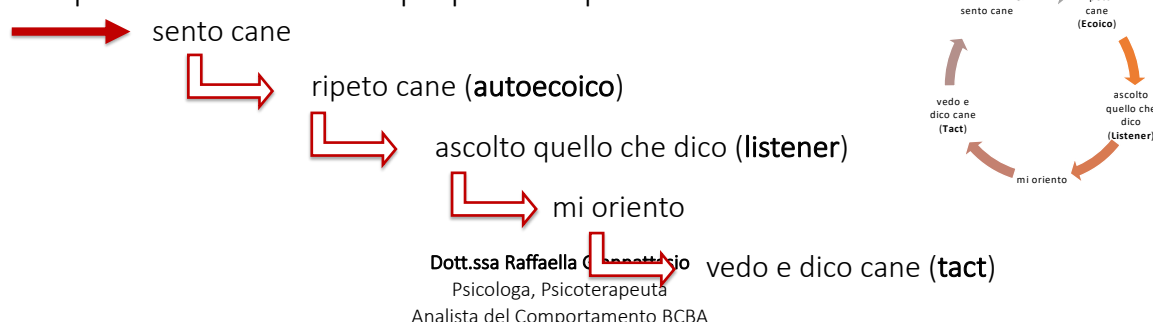 sento cane
ripeto cane (autoecoico)
ascolto quello che dico (listener)
mi oriento
vedo e dico cane (tact)
Dott.ssa Raffaella
Psicologa, Psicoterapeuta
Analista del Comportamento BCBA
sento cane
cane
(Ecoico)
ascolto
quello che
dico
(Listener)
mi oriento
vedo e
dico cane
(Tact)